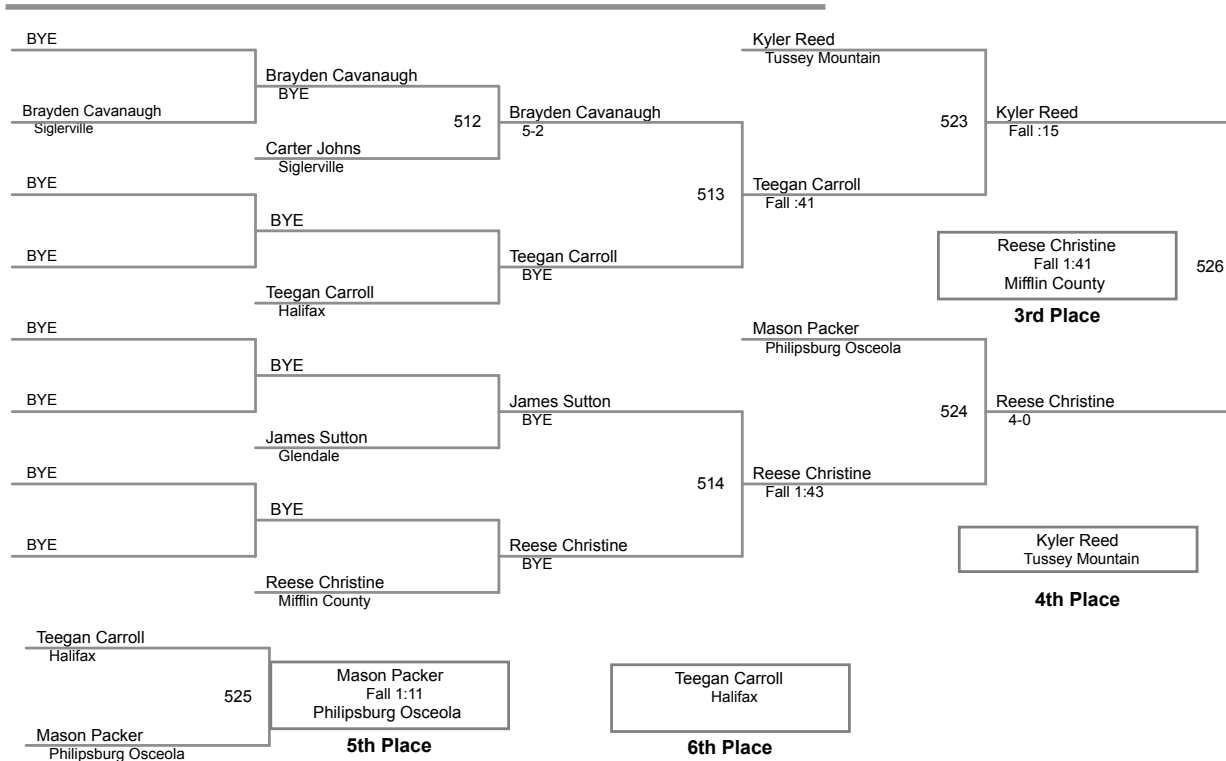 BYE
Brayden Cavanaugh
Siglerville
BYE
BYE
BYE
BYE
BYE
BYE
Brayden Cavanaugh
BYE
512
Carter Johns
Siglerville
BYE
Teegan Carroll
Halifax
BYE
James Sutton
Glendale
BYE
Reese Christine
Mifflin County
Brayden Cavanaugh
5-2
513
Teegan Carroll
BYE
James Sutton
BYE
514
Reese Christine
BYE
Kyler Reed
Tussey Mountain
523
Teegan Carroll
Fall :41
Mason Packer
Philipsburg Osceola
524
Reese Christine
Fall 1:43
Kyler Reed
Fall :15
Reese Christine
Fall 1:41
Mifflin County
526
3rd Place
Reese Christine
4-0
Kyler Reed
Tussey Mountain
4th Place
Teegan Carroll
Halifax
525
Mason Packer
Philipsburg Osceola
Mason Packer
Fall 1:11
Philipsburg Osceola
5th Place
Teegan Carroll
Halifax
6th Place